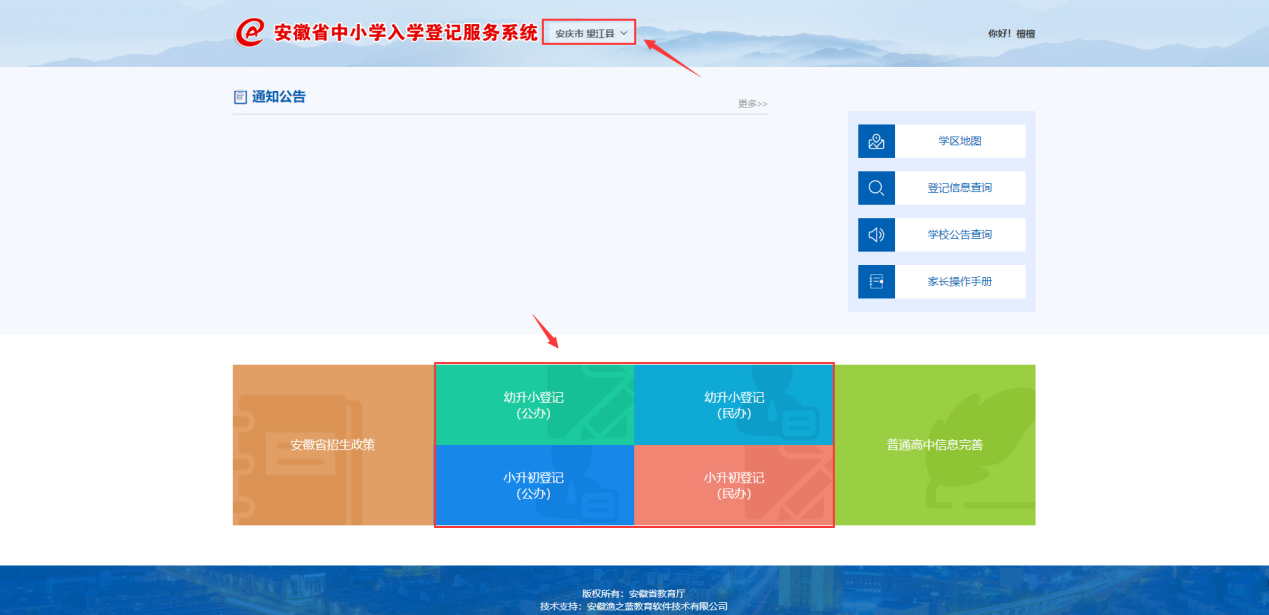 安徽省中小学入学登记服务系统
安庆市 望江县
你好！檀檀
通知公告
更多>>
学区地图
登记信息查询
学校公告查询
家长操作手册
安徽省招生政策
幼升小登记
(公办)
幼升小登记
(民办)
小升初登记
(公办)
小升初登记
(民办)
普通高中信息完善
版权所有：安徽省教育厅
技术支持：安徽渔之蓝教育软件技术有限公司